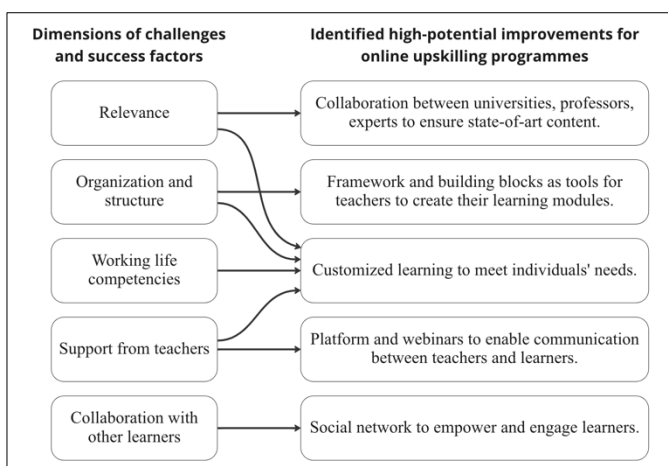 Dimensions of challenges
and success factors
Identified high-potential improvements for
online upskilling programmes
Relevance
Collaboration between universities, professors,
experts to ensure state-of-art content.
Organization and
structure
Framework and building blocks as tools for
teachers to create their learning modules.
Working life
competencies
Customized learning to meet individuals' needs.
Support from teachers
Platform and webinars to enable communication
between teachers and learners.
Collaboration with
other learners
Social network to empower and engage learners.